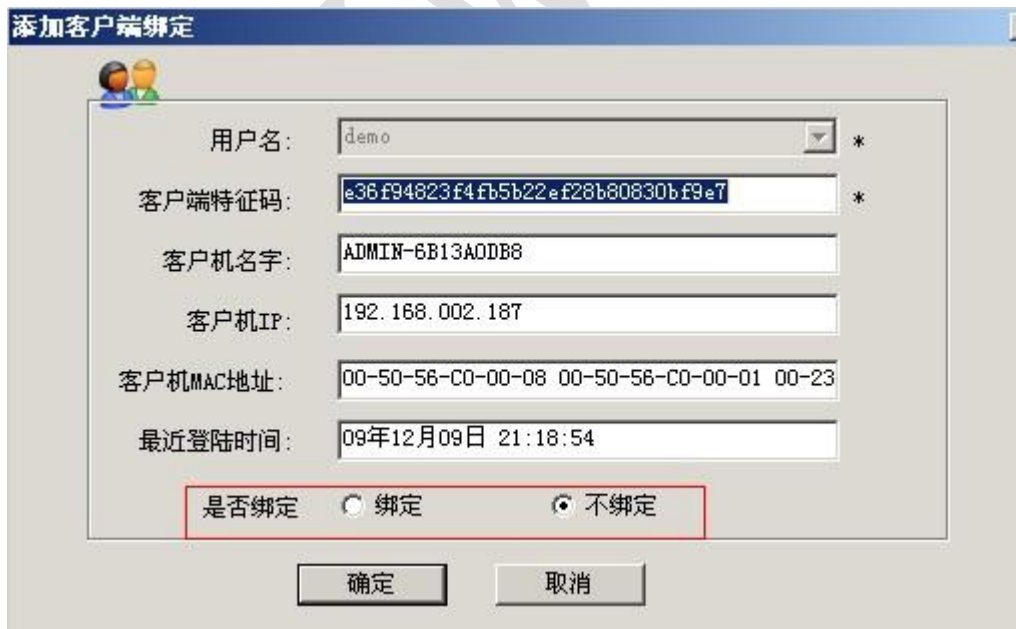 添加客户端绑定
用户名: demo *
客户端特征码: e36f94823f4fb5b22ef28b80830bf9e7 *
客户机名字: ADMIN-6B13A0DB8
客户机IP: 192.168.002.187
客户机MAC地址: 00-50-56-C0-00-08 00-50-56-C0-00-01 00-23
最近登陆时间: 09年12月09日 21:18:54
是否绑定 绑定 不绑定
确定 取消